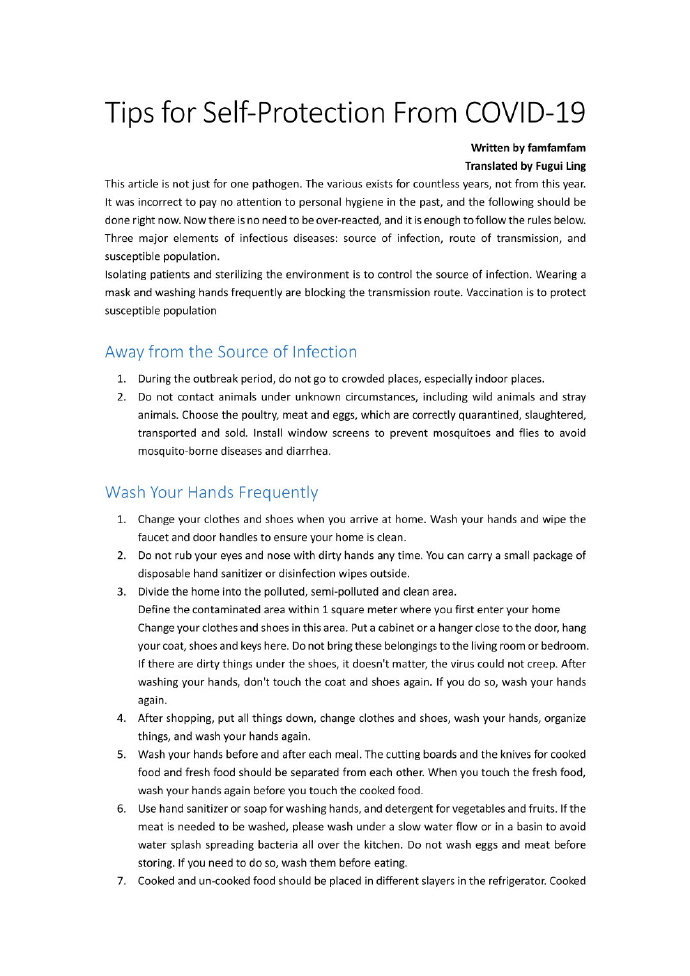 Tips for Self-Protection From COVID-19
Written by famfamfam
Translated by Fugui Ling
This article is not just for one pathogen. The various exists for countless years, not from this year.
It was incorrect to pay no attention to personal hygiene in the past, and the following should be
done right now. Now there is no need to be over-reacted, and it is enough to follow the rules below.
Three major elements of infectious diseases: source of infection, route of transmission, and
susceptible population.
Isolating patients and sterilizing the environment is to control the source of infection. Wearing a
mask and washing hands frequently are blocking the transmission route. Vaccination is to protect
susceptible population
Away from the Source of Infection
1. During the outbreak period, do not go to crowded places, especially indoor places.
2. Do not contact animals under unknown circumstances, including wild animals and stray
animals. Choose the poultry, meat and eggs, which are correctly quarantined, slaughtered,
transported and sold. Install window screens to prevent mosquitoes and flies to avoid
mosquito-borne diseases and diarrhea.
Wash Your Hands Frequently
1. Change your clothes and shoes when you arrive at home. Wash your hands and wipe the
faucet and door handles to ensure your home is clean.
2. Do not rub your eyes and nose with dirty hands any time. You can carry a small package of
disposable hand sanitizer or disinfection wipes outside.
3. Divide the home into the polluted, semi-polluted and clean area.
Define the contaminated area within 1 square meter where you first enter your home
Change your clothes and shoes in this area. Put a cabinet or a hanger close to the door, hang
your coat, shoes and keys here. Do not bring these belongings to the living room or bedroom.
If there are dirty things under the shoes, it doesn't matter, the virus could not creep. After
washing your hands, don't touch the coat and shoes again. If you do so, wash your hands
again.
4. After shopping, put all things down, change clothes and shoes, wash your hands, organize
things, and wash your hands again.
5. Wash your hands before and after each meal. The cutting boards and the knives for cooked
food and fresh food should be separated from each other. When you touch the fresh food,
wash your hands again before you touch the cooked food.
6. Use hand sanitizer or soap for washing hands, and detergent for vegetables and fruits. If the
meat is needed to be washed, please wash under a slow water flow or in a basin to avoid
water splash spreading bacteria all over the kitchen. Do not wash eggs and meat before
storing. If you need to do so, wash them before eating.
7. Cooked and un-cooked food should be placed in different slayers in the refrigerator. Cooked